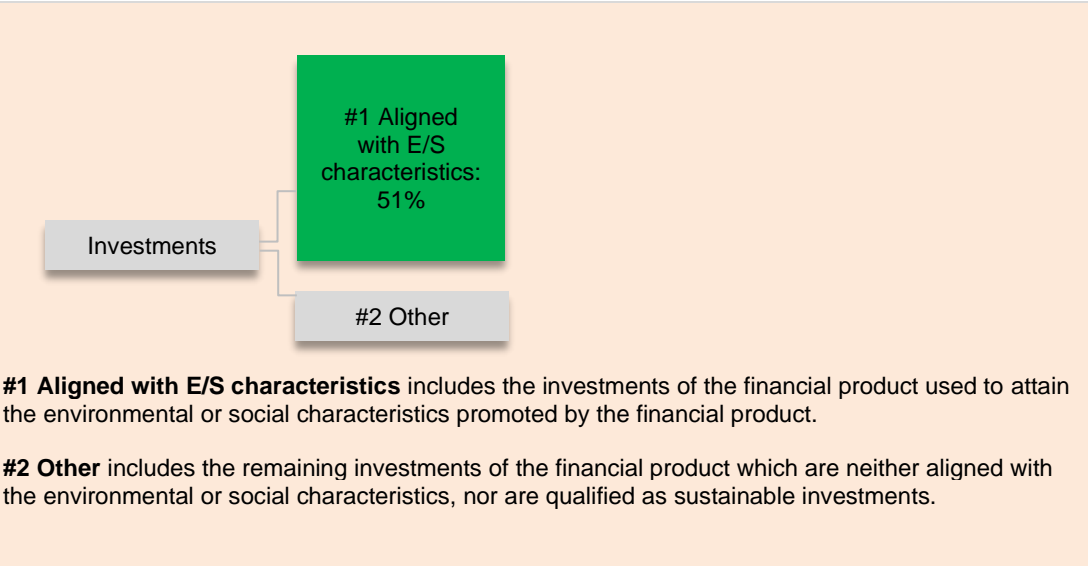 #1 Aligned
with E/S
characteristics:
51%
Investments
#2 Other
#1 Aligned with E/S characteristics includes the investments of the financial product used to attain
the environmental or social characteristics promoted by the financial product.
#2 Other includes the remaining investments of the financial product which are neither aligned with
the environmental or social characteristics, nor are qualified as sustainable investments.